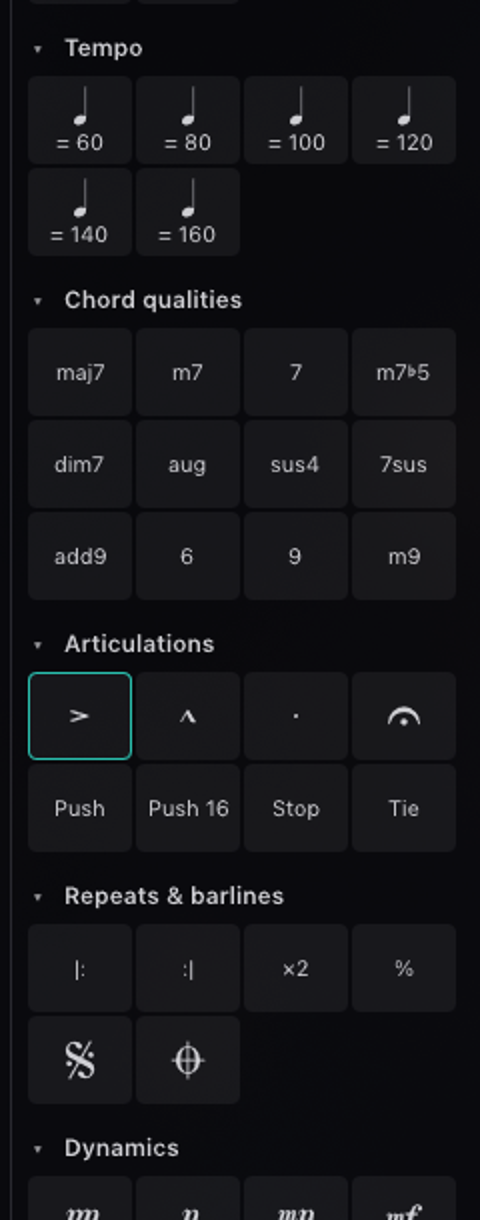 Tempo
= 60 = 80 = 100 = 120
= 140 = 160
Chord qualities
maj7 m7 7 m7♭5
dim7 aug sus4 7sus
add9 6 9 m9
Articulations
> ^ · 𝄐
Push Push 16 Stop Tie
Repeats & barlines
|: :| ×2 %
𝄋 𝄌
Dynamics
mf